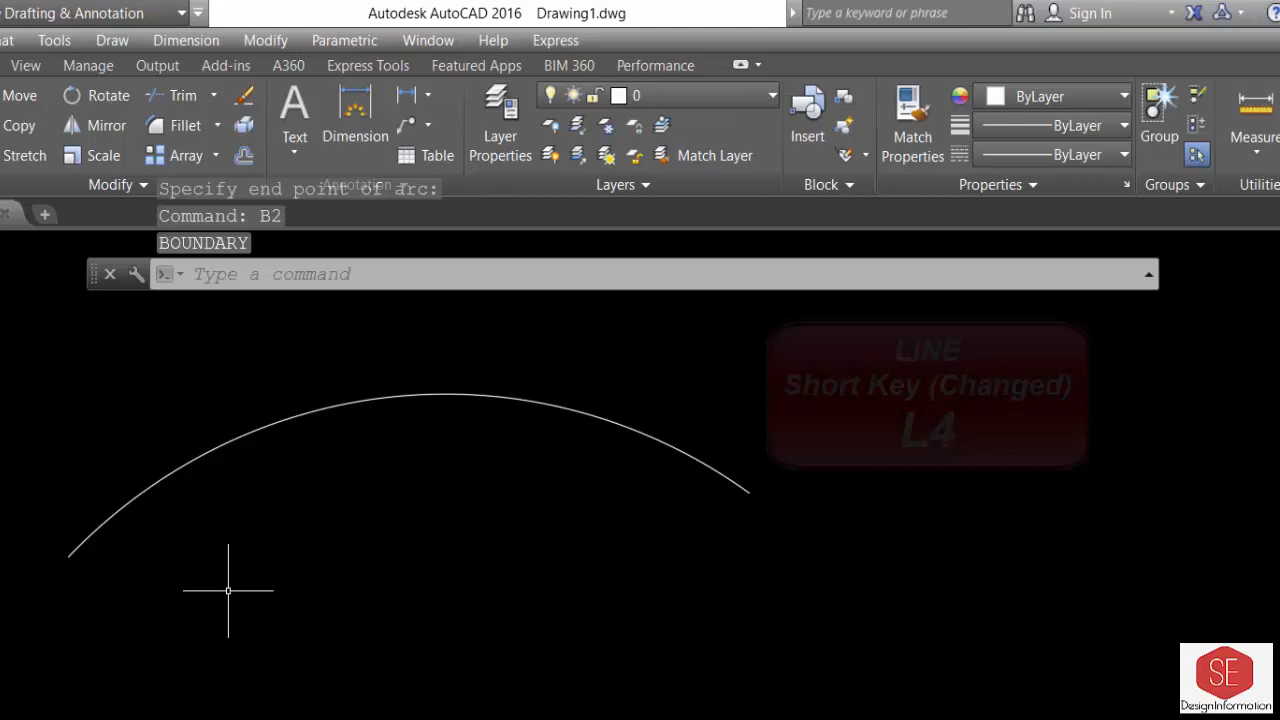 Drafting & Annotation
Autodesk AutoCAD 2016 Drawing1.dwg
Type a keyword or phrase
Sign In
at Tools Draw Dimension Modify Parametric Window Help Express
View Manage Output Add-ins A360 Express Tools Featured Apps BIM 360 Performance
Move Rotate Trim
Copy Mirror Fillet
Stretch Scale Array
Text
Dimension
Table
Layer
Properties
0
Match Layer
Insert
Match
Properties
ByLayer
ByLayer
ByLayer
Group
Measure
Modify Annotation Layers Block Properties Groups Utilitie
Specify end point of arc:
Command: B2
BOUNDARY
Type a command
LINE
Short Key (Changed)
L4
SE
DesignInformation